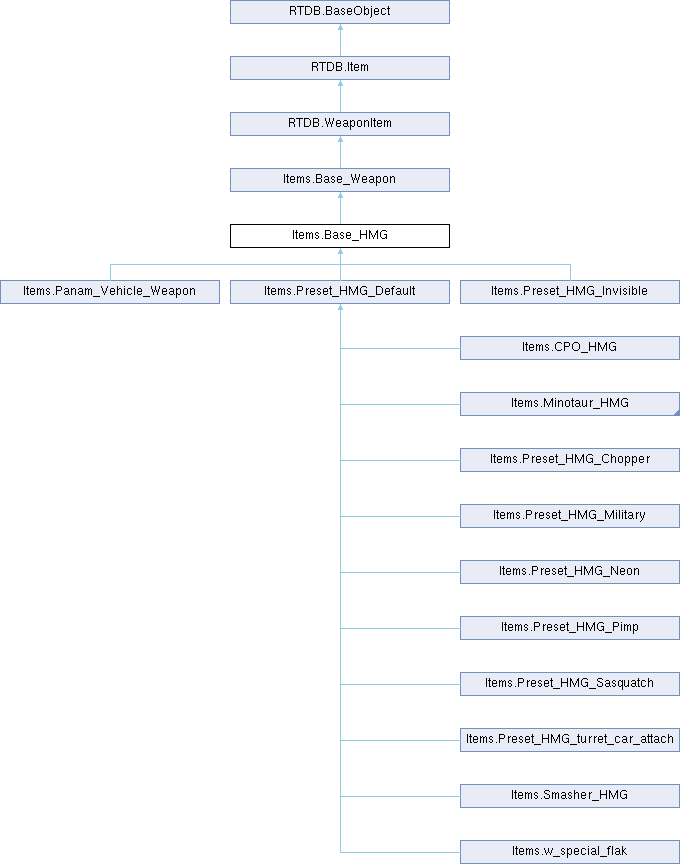 RTDB.BaseObject
RTDB.Item
RTDB.WeaponItem
Items.Base_Weapon
Items.Base_HMG
Items.Panam_Vehicle_Weapon
Items.Preset_HMG_Default
Items.Preset_HMG_Invisible
Items.CPO_HMG
Items.Minotaur_HMG
Items.Preset_HMG_Chopper
Items.Preset_HMG_Military
Items.Preset_HMG_Neon
Items.Preset_HMG_Pimp
Items.Preset_HMG_Sasquatch
Items.Preset_HMG_turret_car_attach
Items.Smasher_HMG
Items.w_special_flak